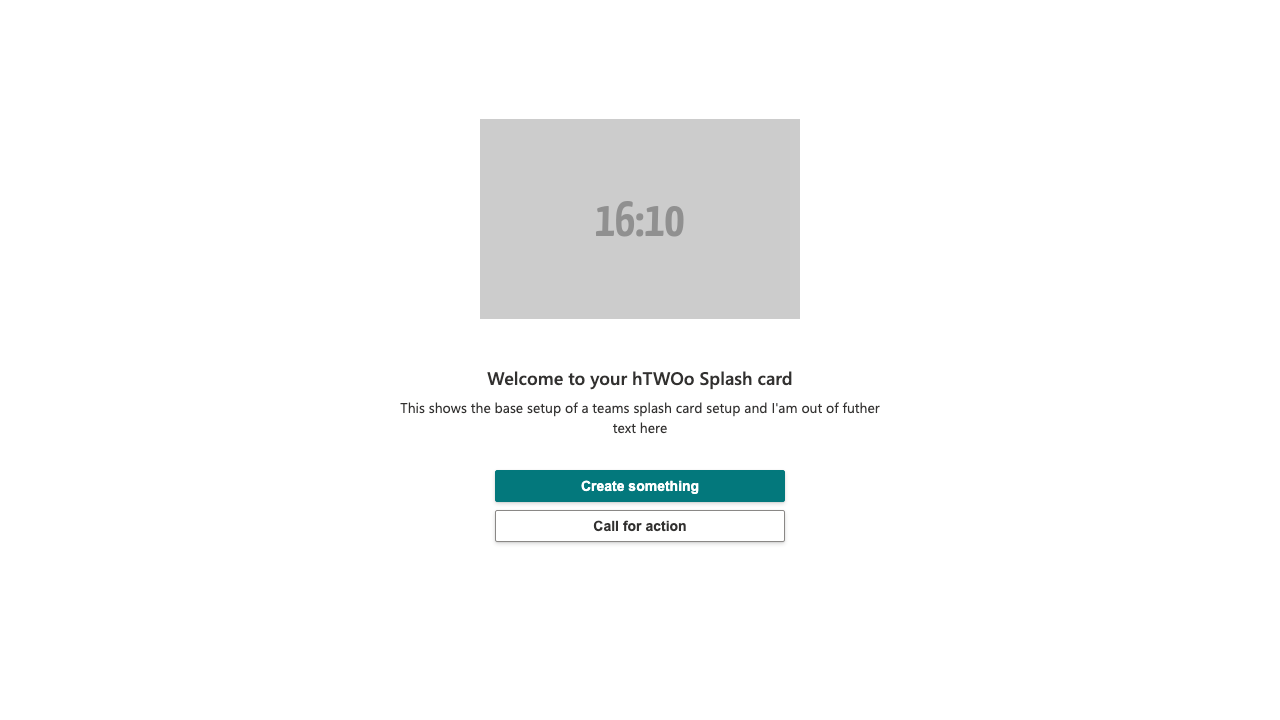 16:10
Welcome to your hTWOo Splash card
This shows the base setup of a teams splash card setup and I'am out of futher
text here
Create something
Call for action